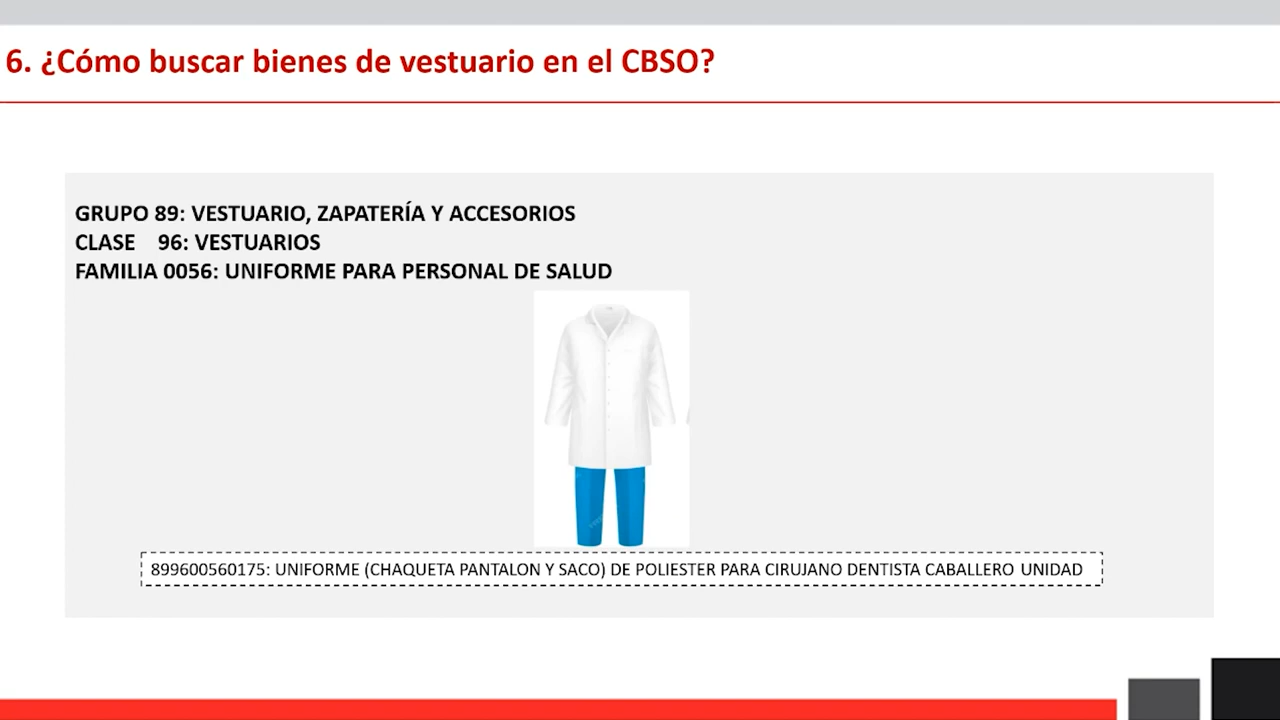 6. ¿Cómo buscar bienes de vestuario en el CBSO?
GRUPO 89: VESTUARIO, ZAPATERÍA Y ACCESORIOS
CLASE 96: VESTUARIOS
FAMILIA 0056: UNIFORME PARA PERSONAL DE SALUD
899600560175: UNIFORME (CHAQUETA PANTALON Y SACO) DE POLIESTER PARA CIRUJANO DENTISTA CABALLERO UNIDAD